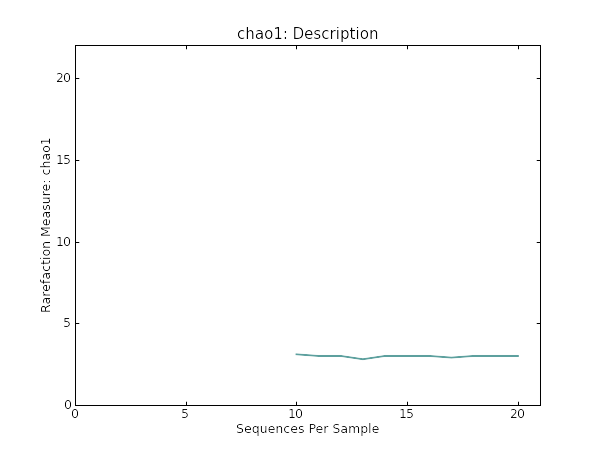 chao1: Description
Rarefaction Measure: chao1
20
15
10
5
0
0 5 10 15 20
Sequences Per Sample